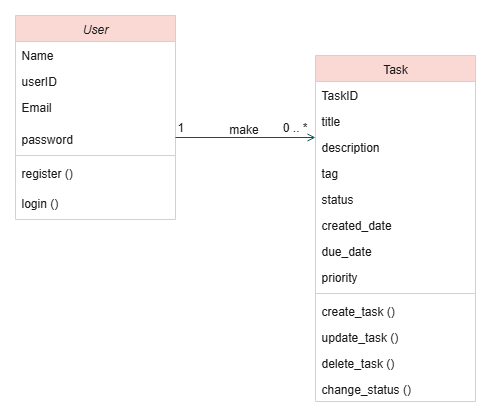 User
Name
userID
Email
password
register ()
login ()
1 make 0 .. *
Task
TaskID
title
description
tag
status
created_date
due_date
priority
create_task ()
update_task ()
delete_task ()
change_status ()